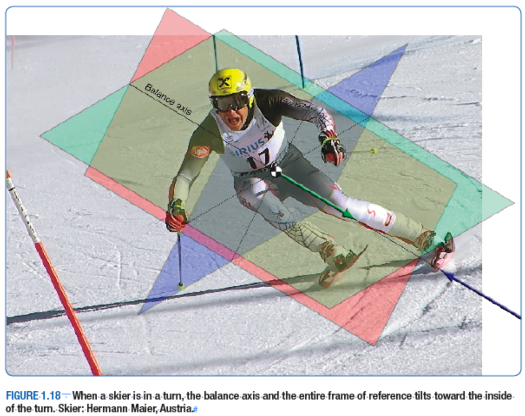 Balance axis
SIRIUS
17
FIGURE 1.18 When a skier is in a turn, the balance axis and the entire frame of reference tilts toward the inside
of the turn. Skier: Hermann Maier, Austria.